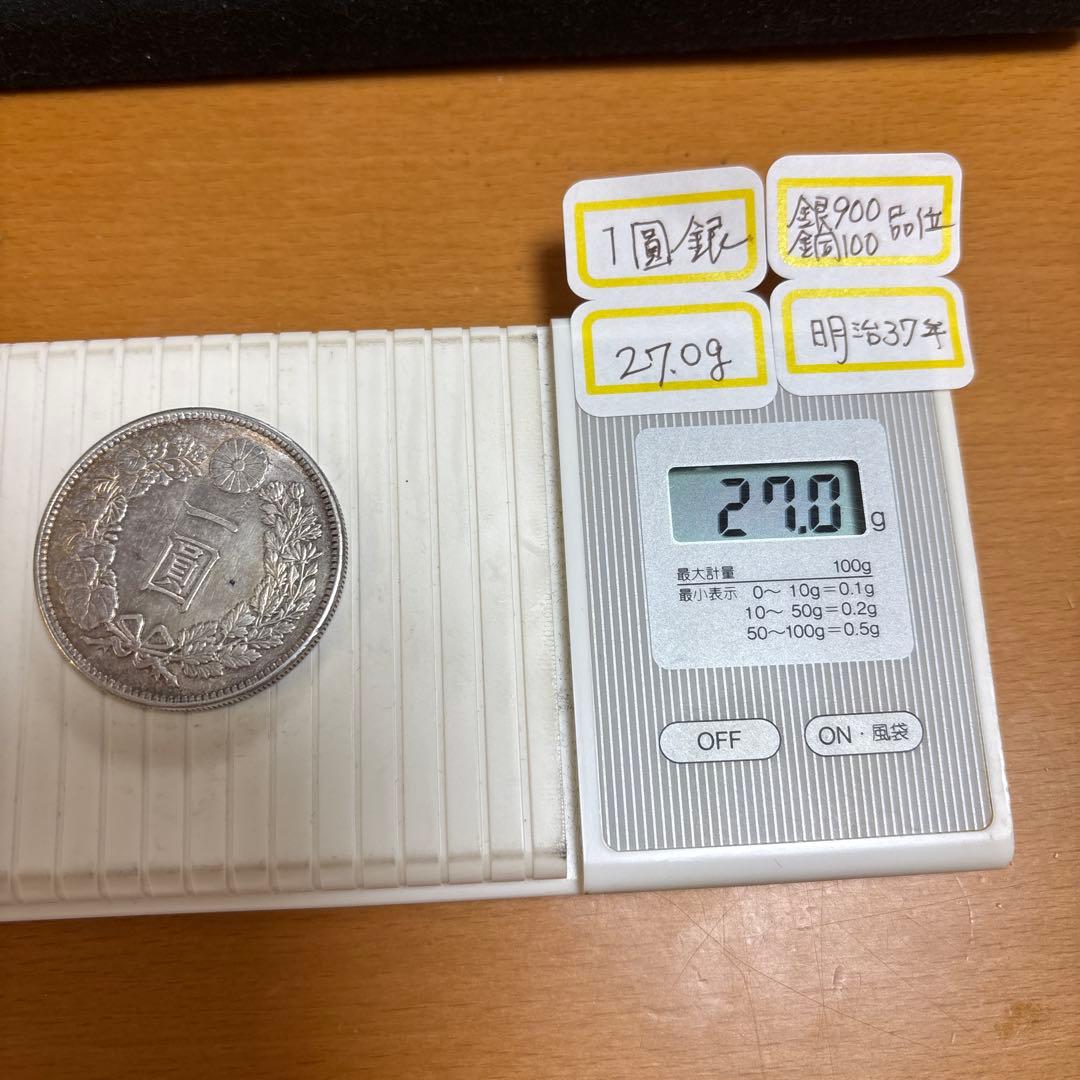 1圓銀
銀900
銅100
品位
27.0g
明治37年
一圓
27.0 g
最大計量 100g
最小表示 0〜 10g=0.1g
10〜 50g=0.2g
50〜100g=0.5g
OFF
ON・風袋